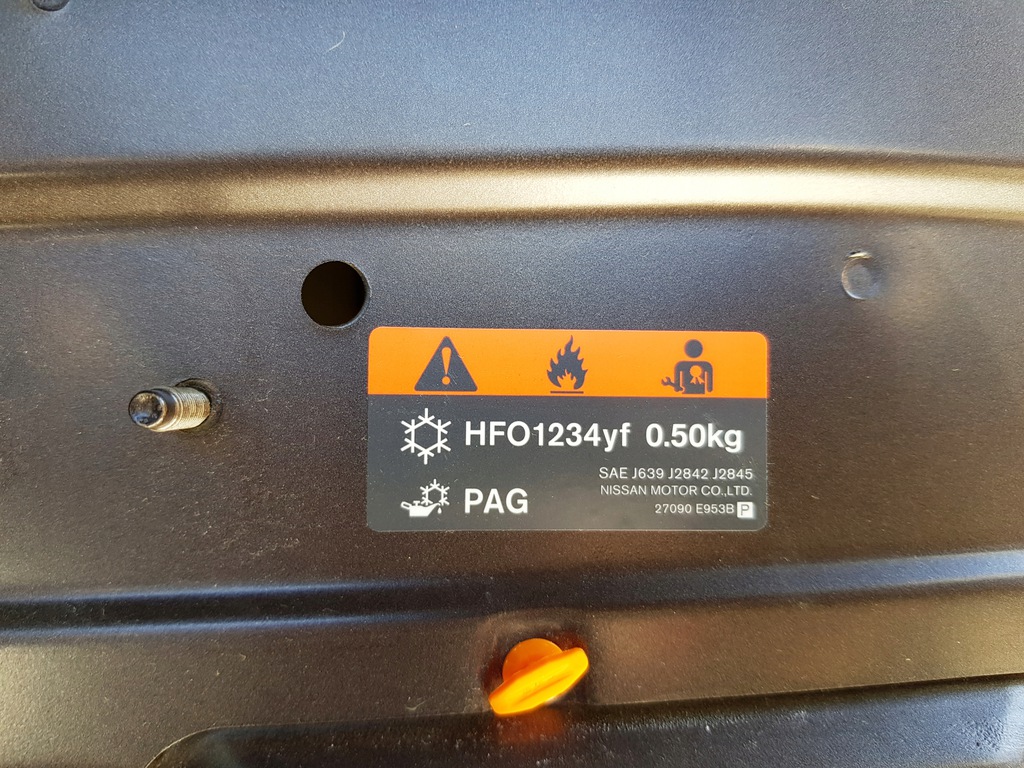 HFO1234yf 0.50kg
SAE J639 J2842 J2845
NISSAN MOTOR CO.,LTD.
PAG
27090 E953B P